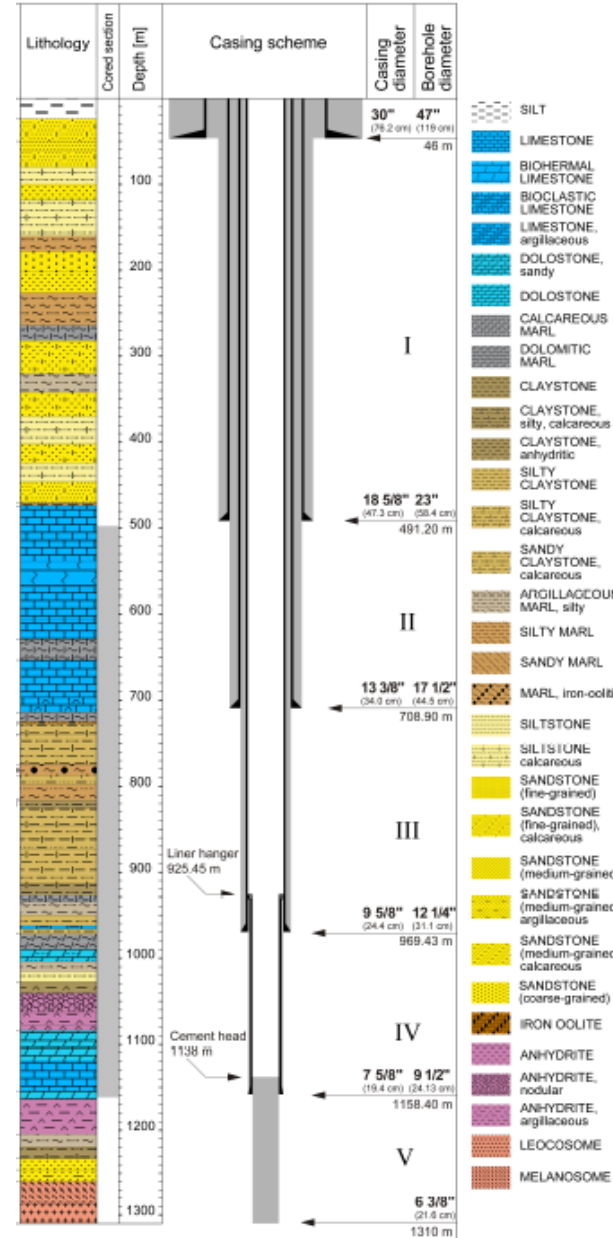 Lithology
Cored section
Depth [m]
Casing scheme
Casing
diameter
Borehole
diameter
30" 47"
(76.2 cm) (119 cm)
46 m
100
200
300
400
500
600
700
800
900
1000
1100
1200
1300
I
18 5/8" 23"
(47.3 cm) (58.4 cm)
491.20 m
II
13 3/8" 17 1/2"
(34.0 cm) (44.5 cm)
708.90 m
III
Liner hanger
925.45 m
9 5/8" 12 1/4"
(24.4 cm) (31.1 cm)
969.43 m
IV
Cement head
1138 m
7 5/8" 9 1/2"
(19.4 cm) (24.13 cm)
1158.40 m
V
6 3/8"
(21.6 cm)
1310 m
SILT
LIMESTONE
BIOHERMAL
LIMESTONE
BIOCLASTIC
LIMESTONE
LIMESTONE,
argillaceous
DOLOSTONE,
sandy
DOLOSTONE
CALCAREOUS
MARL
DOLOMITIC
MARL
CLAYSTONE
CLAYSTONE,
silty, calcareous
CLAYSTONE,
anhydritic
SILTY
CLAYSTONE
SILTY
CLAYSTONE,
calcareous
SANDY
CLAYSTONE,
calcareous
ARGILLACEOU
MARL, silty
SILTY MARL
SANDY MARL
MARL, iron-ooliti
SILTSTONE
SILTSTONE
calcareous
SANDSTONE
(fine-grained)
SANDSTONE
(fine-grained),
calcareous
SANDSTONE
(medium-grained
SANDSTONE
(medium-grained
argillaceous
SANDSTONE
(medium-grained
calcareous
SANDSTONE
(coarse-grained)
IRON OOLITE
ANHYDRITE
ANHYDRITE,
nodular
ANHYDRITE,
argillaceous
LEOCOSOME
MELANOSOME